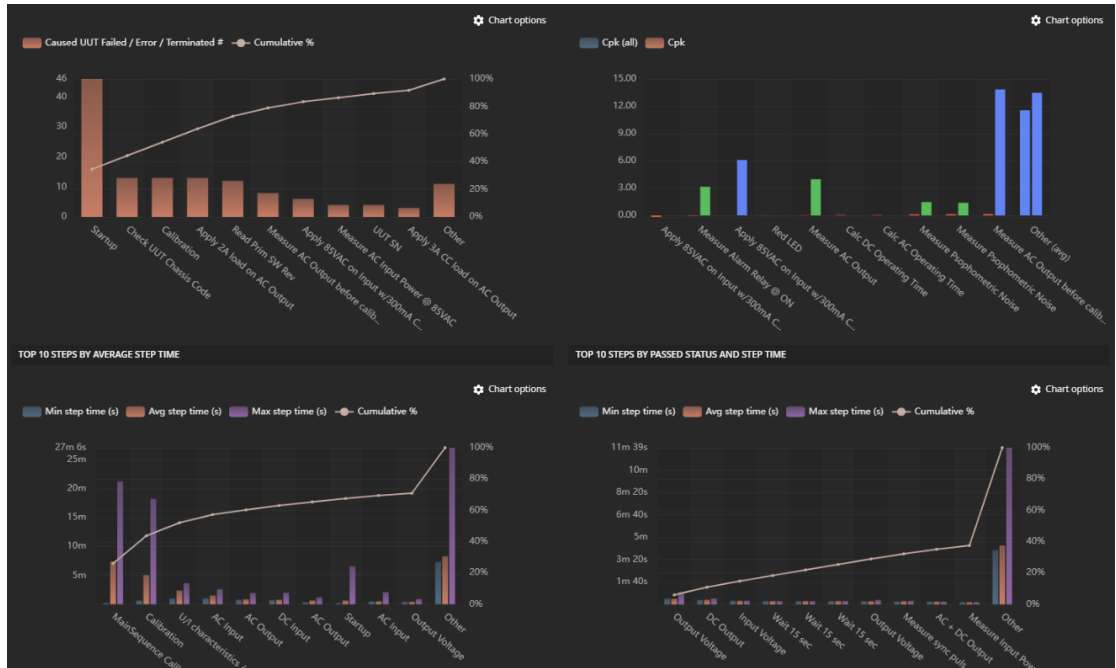 Chart options
Caused UUT Failed / Error / Terminated # Cumulative %
46
40
30
20
10
0
100%
80%
60%
40%
20%
0%
Startup
Check UUT Chassis Code
Calibration
Apply 2A load on AC Output
Read Prim SW Rev
Measure AC Output before calib...
Apply 85VAC on Input w/300mA C...
Measure AC Input Power @ 85VAC
UUT SN
Apply 3A CC load on AC Output
Other
Chart options
Cpk (all) Cpk
15.00
12.00
9.00
6.00
3.00
0.00
Apply 85VAC on Input w/300mA C...
Measure Alarm Relay @ ON
Apply 85VAC on Input w/300mA C...
Red LED
Measure AC Output
Calc DC Operating Time
Calc AC Operating Time
Measure Psophometric Noise
Measure Psophometric Noise
Measure AC Output before calib...
Other (avg)
TOP 10 STEPS BY AVERAGE STEP TIME
Chart options
Min step time (s) Avg step time (s) Max step time (s) Cumulative %
27m 6s
25m
20m
15m
10m
5m
100%
80%
60%
40%
20%
0%
MainSequence Cali
Calibration
U/I characteristics /
AC Input
AC Output
DC Input
AC Output
Startup
AC Input
Output Voltage
Other
TOP 10 STEPS BY PASSED STATUS AND STEP TIME
Chart options
Min step time (s) Avg step time (s) Max step time (s) Cumulative %
11m 39s
10m
8m 20s
6m 40s
5m
3m 20s
1m 40s
100%
80%
60%
40%
20%
0%
Output Voltage
DC Output
Input Voltage
Wait 15 sec
Wait 15 sec
Wait 15 sec
Output Voltage
Measure sync puls
AC + DC Output
Measure Input Po
Other